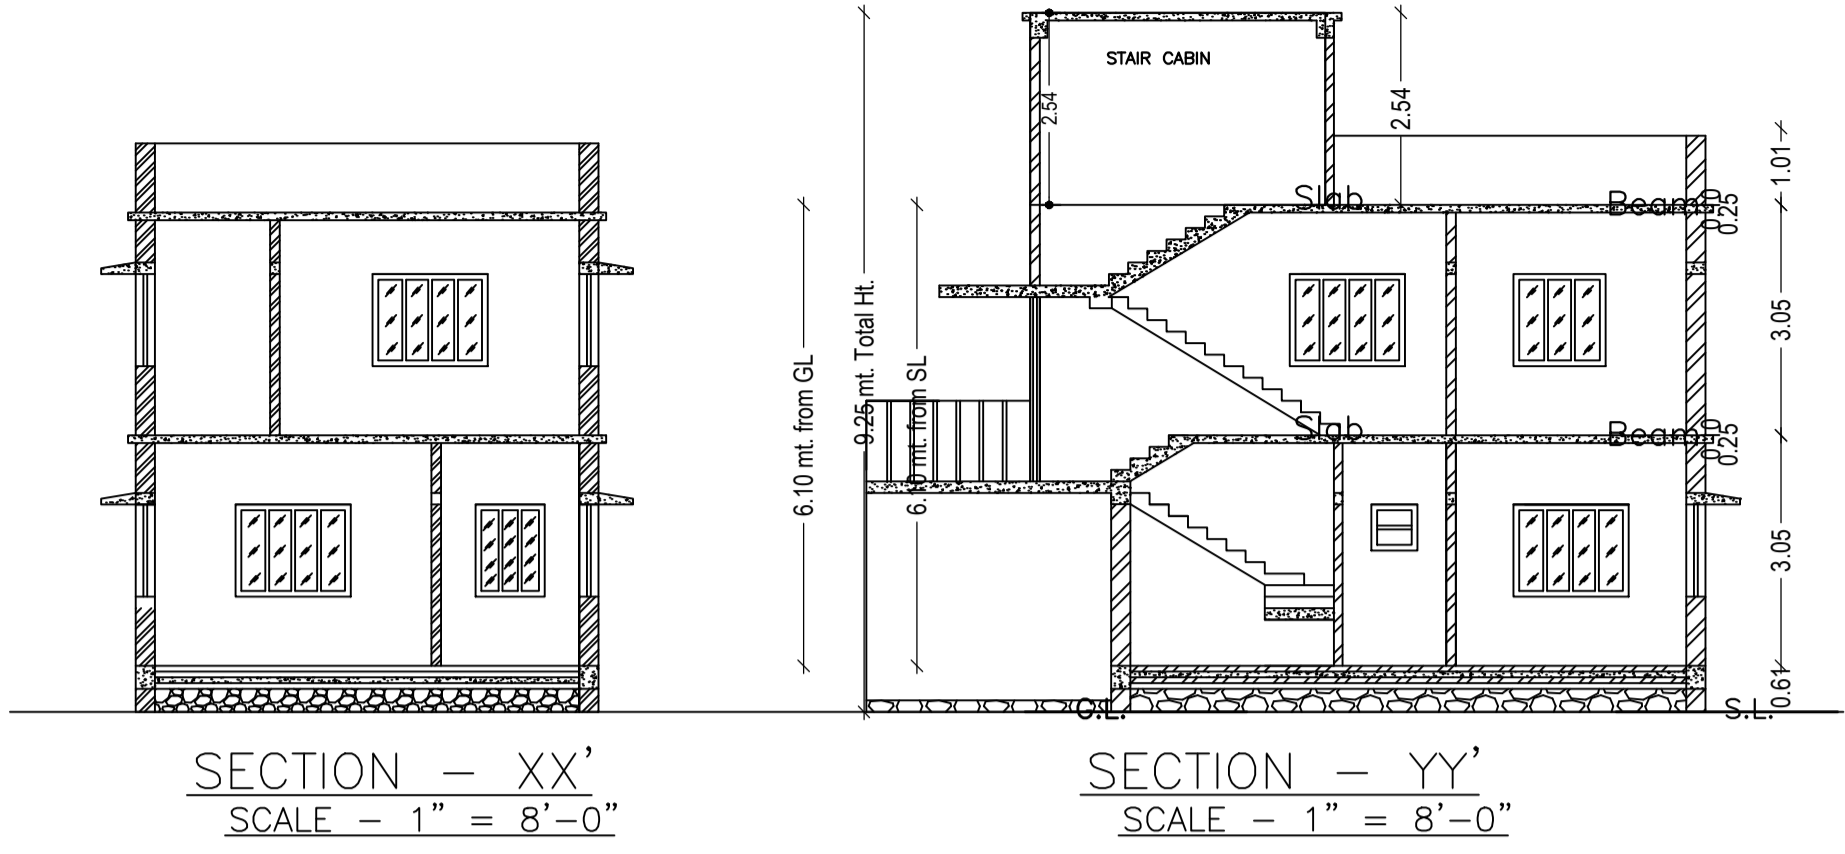 STAIR CABIN
2.54
2.54
1.01
Slab
Beam
0.25
6.10 mt. from GL
9.25 mt. Total Ht.
6.10 mt. from SL
3.05
Slab
Beam
0.25
3.05
0.61
G.L.
S.L.
SECTION - XX'
SCALE - 1" = 8'-0"
SECTION - YY'
SCALE - 1" = 8'-0"